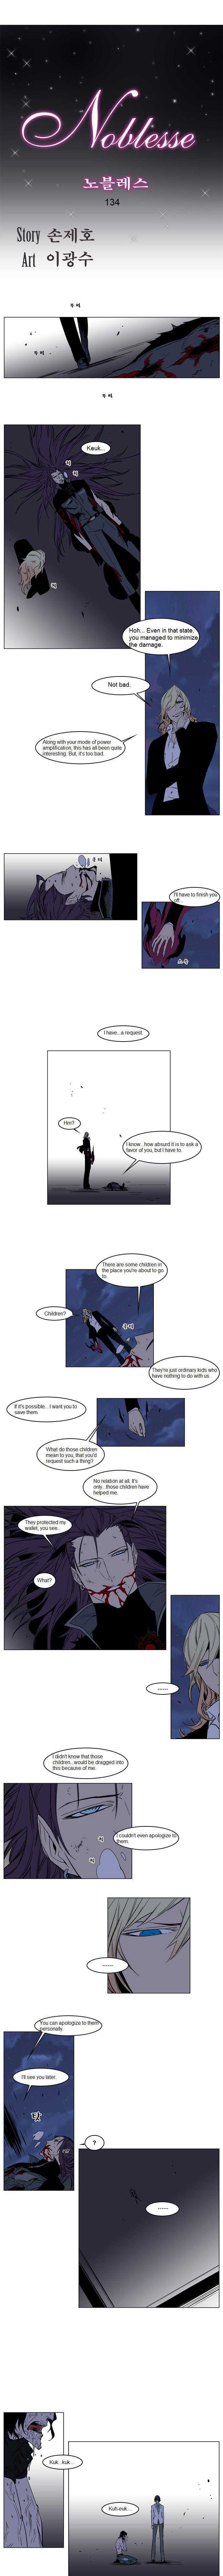 Noblesse
노블레스
134
Story 손제호
Art 이광수
Keuk...
Hoh... Even in that state,
you managed to minimize
the damage.
Not bad.
Along with your mode of power
amplification, this has all been quite
interesting. But, it's too bad.
I'll have to finish you
off...
I have...a request.
Hm?
I know...how absurd it is to ask a
favor of you, but I have to.
There are some children in
the place you're about to go
to.
Children?
They're just ordinary kids who
have nothing to do with us.
If it's possible...I want you to
save them.
What do those children
mean to you, that you'd
request such a thing?
No relation at all. It's
only...those children have
helped me.
They protected my
wallet, you see.
What?
......
I didn't know that those
children...would be dragged into
this because of me.
I couldn't even apologize to
them.
......
You can apologize to them
personally.
I'll see you later.
탓
?
......
Kuk...kuk...
Kuh-euk...